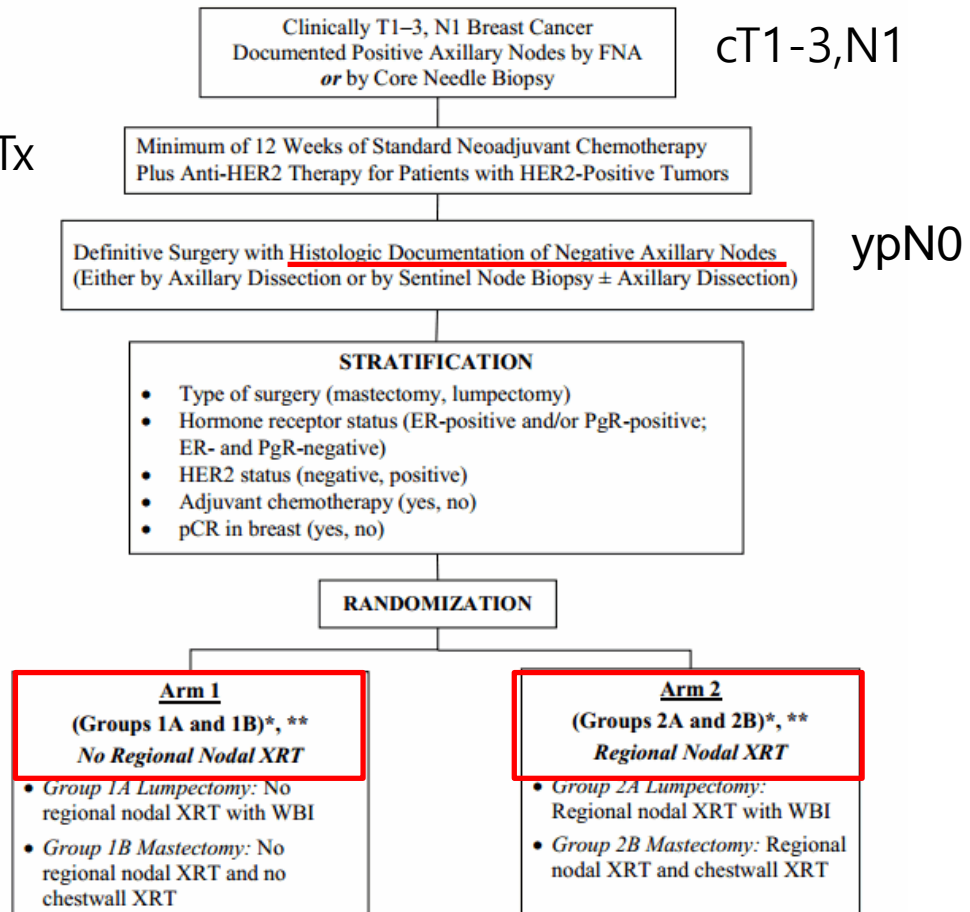 Clinically T1–3, N1 Breast Cancer
Documented Positive Axillary Nodes by FNA
or by Core Needle Biopsy
cT1-3,N1
Tx
Minimum of 12 Weeks of Standard Neoadjuvant Chemotherapy
Plus Anti-HER2 Therapy for Patients with HER2-Positive Tumors
Definitive Surgery with Histologic Documentation of Negative Axillary Nodes
(Either by Axillary Dissection or by Sentinel Node Biopsy ± Axillary Dissection)
ypN0
STRATIFICATION
• Type of surgery (mastectomy, lumpectomy)
• Hormone receptor status (ER-positive and/or PgR-positive;
ER- and PgR-negative)
• HER2 status (negative, positive)
• Adjuvant chemotherapy (yes, no)
• pCR in breast (yes, no)
RANDOMIZATION
Arm 1
(Groups 1A and 1B)*, **
No Regional Nodal XRT
• Group 1A Lumpectomy: No
regional nodal XRT with WBI
• Group 1B Mastectomy: No
regional nodal XRT and no
chestwall XRT
Arm 2
(Groups 2A and 2B)*, **
Regional Nodal XRT
• Group 2A Lumpectomy:
Regional nodal XRT with WBI
• Group 2B Mastectomy: Regional
nodal XRT and chestwall XRT